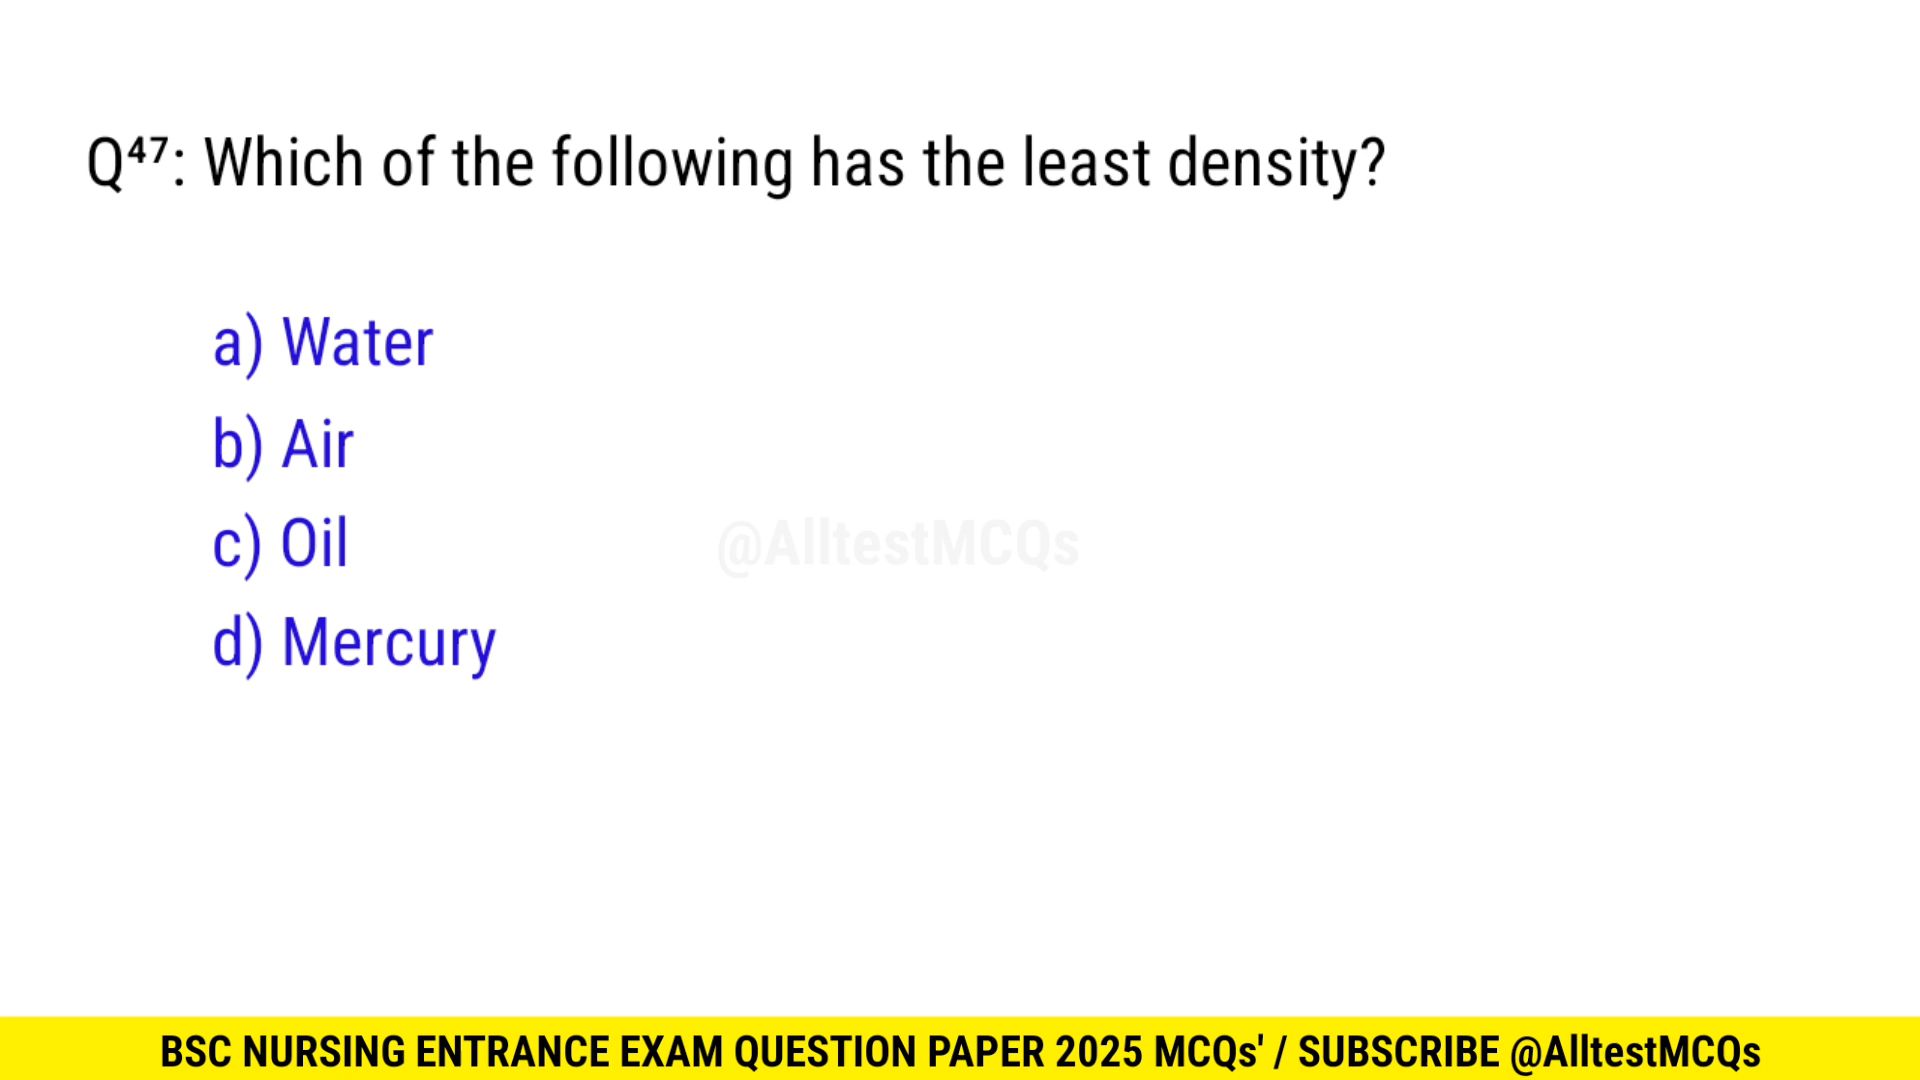 Q⁴⁷: Which of the following has the least density?
a) Water
b) Air
c) Oil
@AlltestMCQs
d) Mercury
BSC NURSING ENTRANCE EXAM QUESTION PAPER 2025 MCQs' / SUBSCRIBE @AlltestMCQs